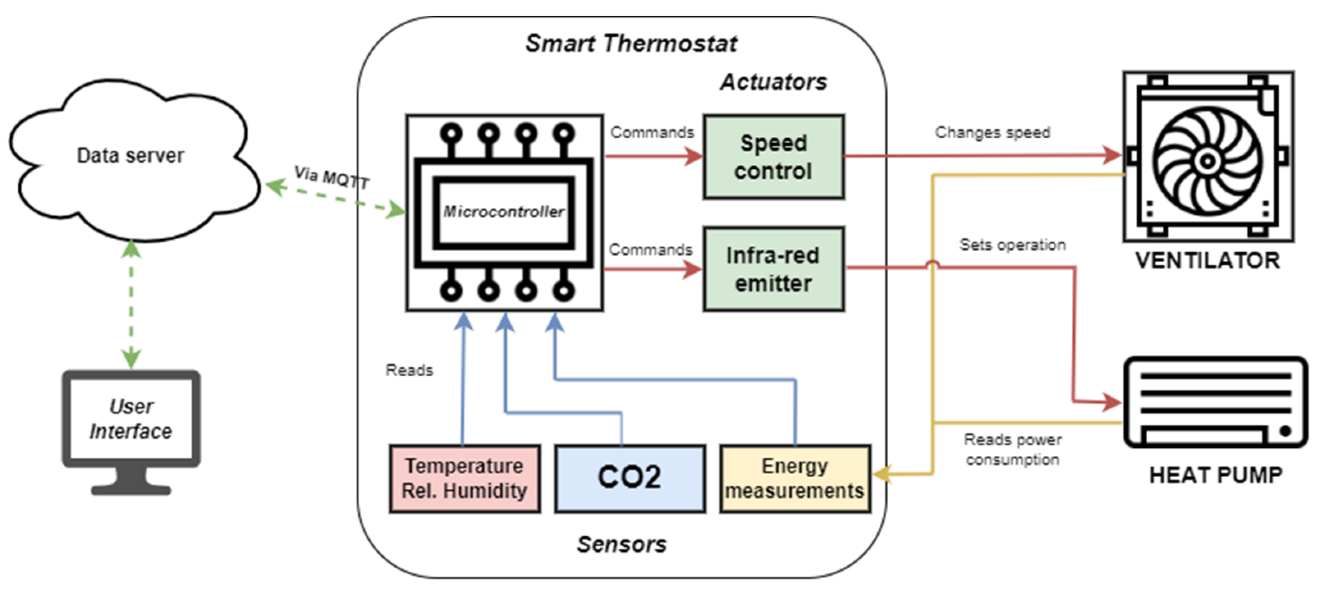 Smart Thermostat
Actuators
Data server
Via MQTT
Microcontroller
Commands
Speed
control
Changes speed
VENTILATOR
Commands
Infra-red
emitter
Sets operation
User
Interface
Reads
Temperature
Rel. Humidity
CO2
Energy
measurements
Reads power
consumption
HEAT PUMP
Sensors